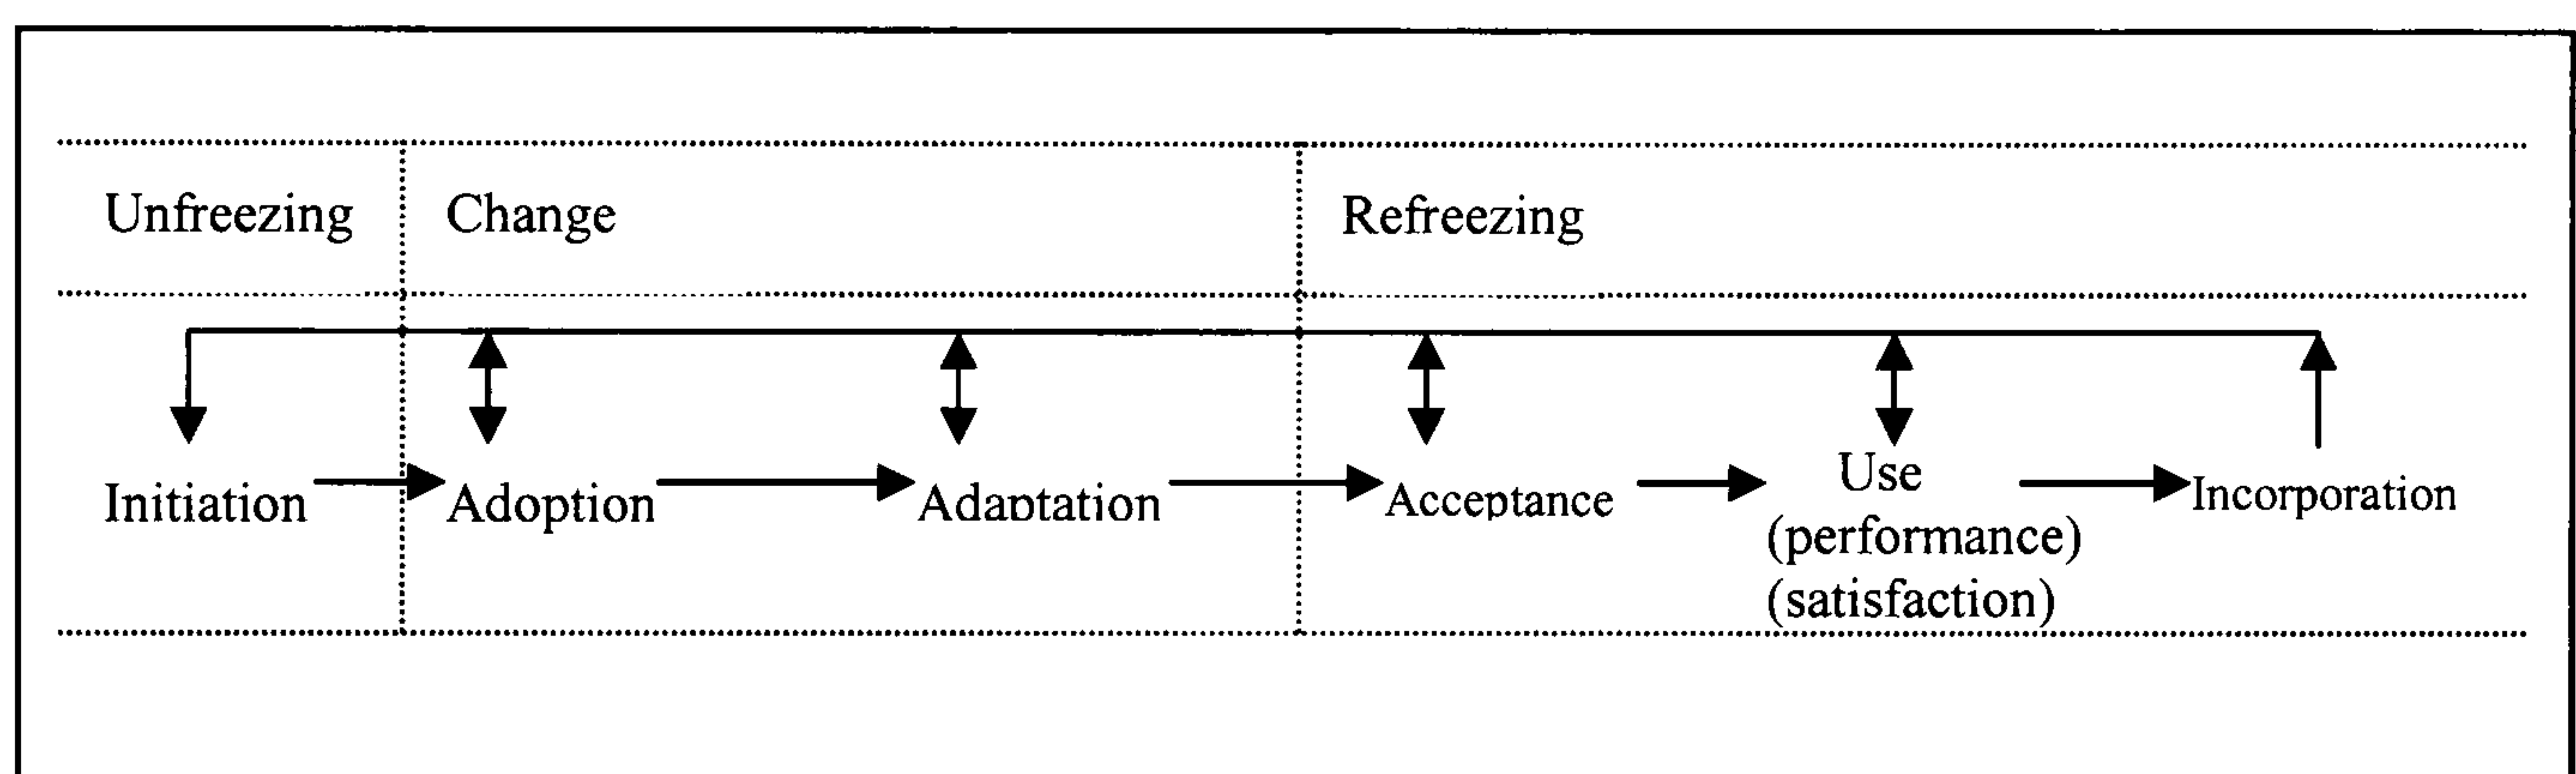 Unfreezing Change Refreezing
Initiation Adoption Adaptation Acceptance Use Incorporation
(performance)
(satisfaction)